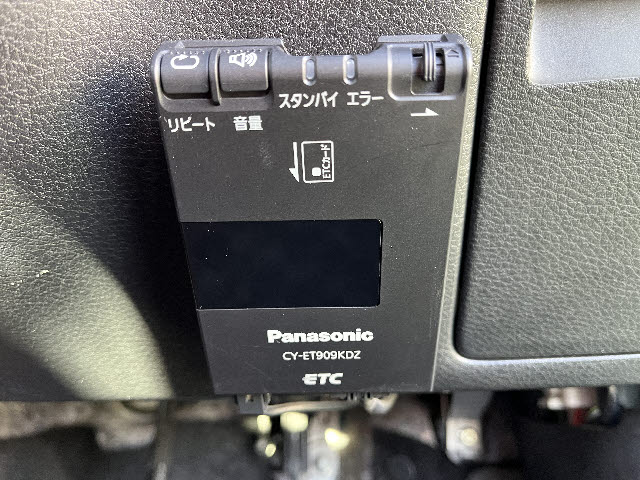 スタンバイ エラー
リピート 音量
ETCカード
Panasonic
CY-ET909KDZ
ETC